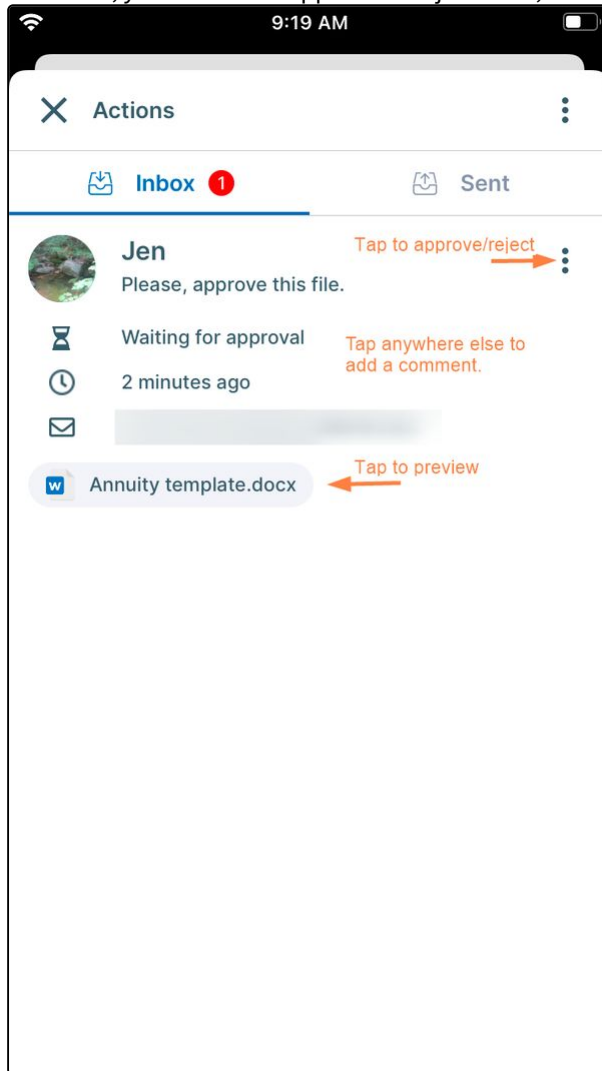 9:19 AM
Actions
Inbox 1
Sent
Jen
Tap to approve/reject
Please, approve this file.
Waiting for approval
Tap anywhere else to
add a comment.
2 minutes ago
Tap to preview
W Annuity template.docx